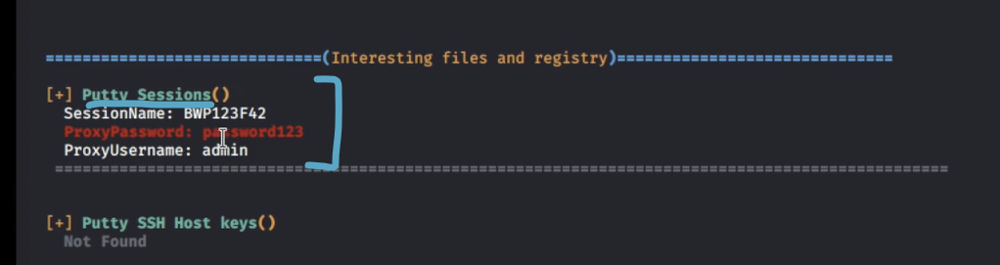 ============================(Interesting files and registry)============================
[+] Putty Sessions()
SessionName: BWP123F42
ProxyPassword: password123
ProxyUsername: admin
=================================================================================================
[+] Putty SSH Host keys()
Not Found